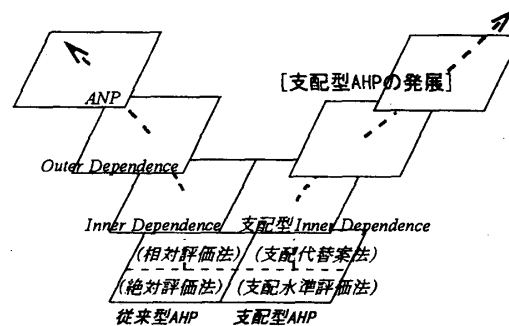 [支配型AHPの発展]
ANP
Outer Dependence
Inner Dependence 支配型Inner Dependence
(相対評価法) (支配代替案法)
(絶対評価法) (支配水準評価法)
従来型AHP 支配型AHP